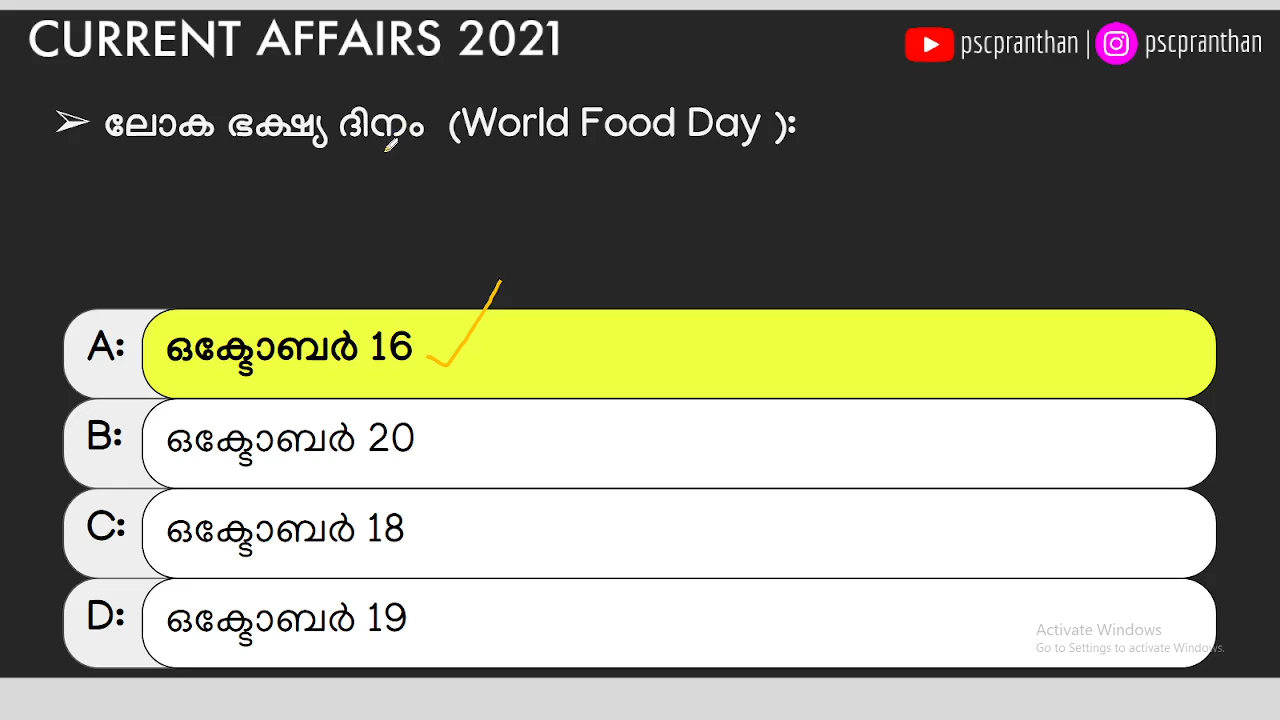 CURRENT AFFAIRS 2021
pscpranthan | pscpranthan
➢ ലോക ഭക്ഷ്യ ദിനം (World Food Day ):
A: ഒക്ടോബർ 16
B: ഒക്ടോബർ 20
C: ഒക്ടോബർ 18
D: ഒക്ടോബർ 19
Activate Windows
Go to Settings to activate Windows.